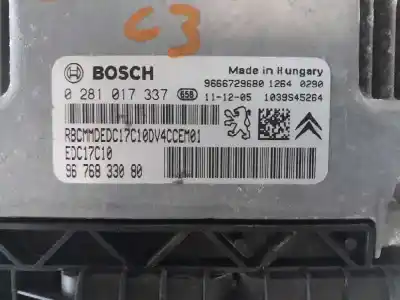 C3
BOSCH
Made in Hungary
9666729680 1264 0290
0 281 017 337 658 11-12-05 1039S45264
RBCMMDEDC17C10DV4CCEM01
EDC17C10
96 768 330 80